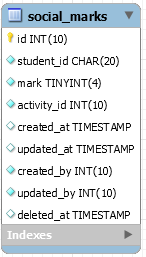 social_marks
id INT(10)
student_id CHAR(20)
mark TINYINT(4)
activity_id INT(10)
created_at TIMESTAMP
updated_at TIMESTAMP
created_by INT(10)
updated_by INT(10)
deleted_at TIMESTAMP
Indexes